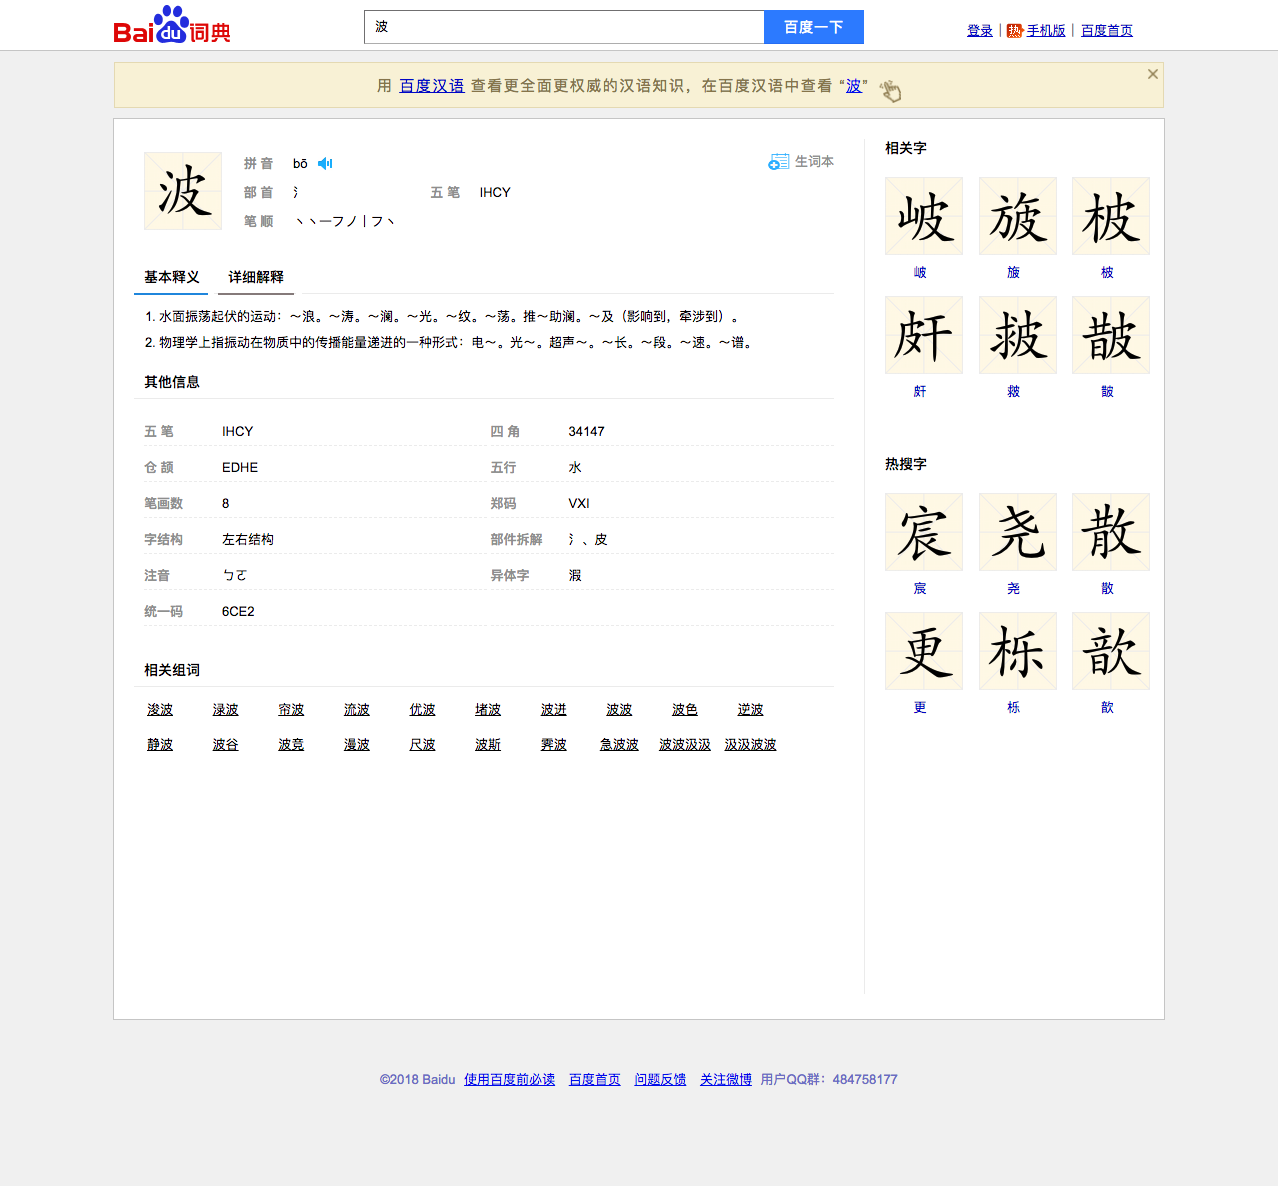 Baidu词典
波
百度一下
登录 | 热 手机版 | 百度首页
用 百度汉语 查看更全面更权威的汉语知识，在百度汉语中查看 “波”
波
拼 音 bō
生词本
部 首 氵 五 笔 IHCY
笔 顺 丶丶一フノ丨フ丶
基本释义 详细解释
1. 水面振荡起伏的运动：～浪。～涛。～澜。～光。～纹。～荡。推～助澜。～及（影响到，牵涉到）。
2. 物理学上指振动在物质中的传播能量递进的一种形式：电～。光～。超声～。～长。～段。～速。～谱。
其他信息
五 笔 IHCY 四 角 34147
仓 颉 EDHE 五行 水
笔画数 8 郑码 VXI
字结构 左右结构 部件拆解 氵、皮
注音 ㄅㄛ 异体字 溊
统一码 6CE2
相关组词
浚波 渌波 帘波 流波 优波 堵波 波迸 波波 波色 逆波
静波 波谷 波竞 漫波 尺波 波斯 霁波 急波波 波波汲汲 汲汲波波
相关字
岥 旇 柀
岥 旇 柀
皯 㩺 皵
热搜字
宸 尧 散
宸 尧 散
更 栎 歆
更 栎 歆
©2018 Baidu 使用百度前必读 百度首页 问题反馈 关注微博 用户QQ群：484758177